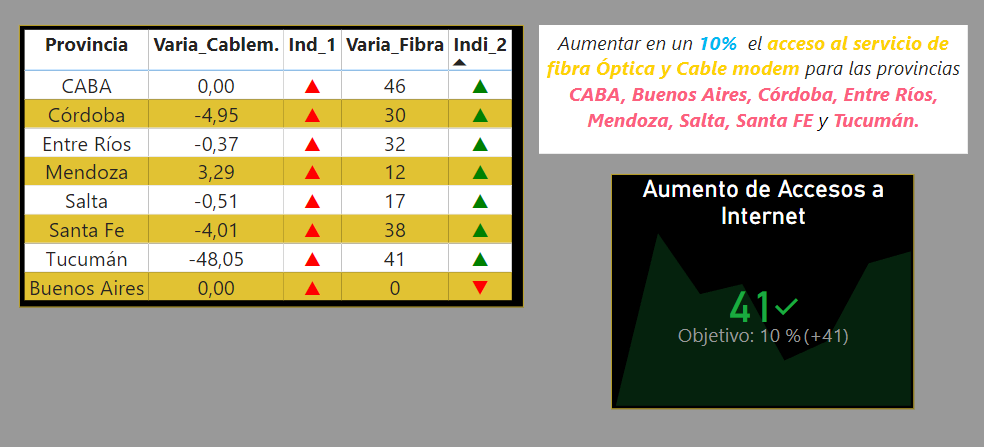 Provincia Varia_Cablem. Ind_1 Varia_Fibra Indi_2
CABA 0,00 ▲ 46 ▲
Córdoba -4,95 ▲ 30 ▲
Entre Ríos -0,37 ▲ 32 ▲
Mendoza 3,29 ▲ 12 ▲
Salta -0,51 ▲ 17 ▲
Santa Fe -4,01 ▲ 38 ▲
Tucumán -48,05 ▲ 41 ▲
Buenos Aires 0,00 ▲ 0 ▼
Aumentar en un 10% el acceso al servicio de
fibra Óptica y Cable modem para las provincias
CABA, Buenos Aires, Córdoba, Entre Ríos,
Mendoza, Salta, Santa FE y Tucumán.
Aumento de Accesos a
Internet
41✓
Objetivo: 10 % (+41)